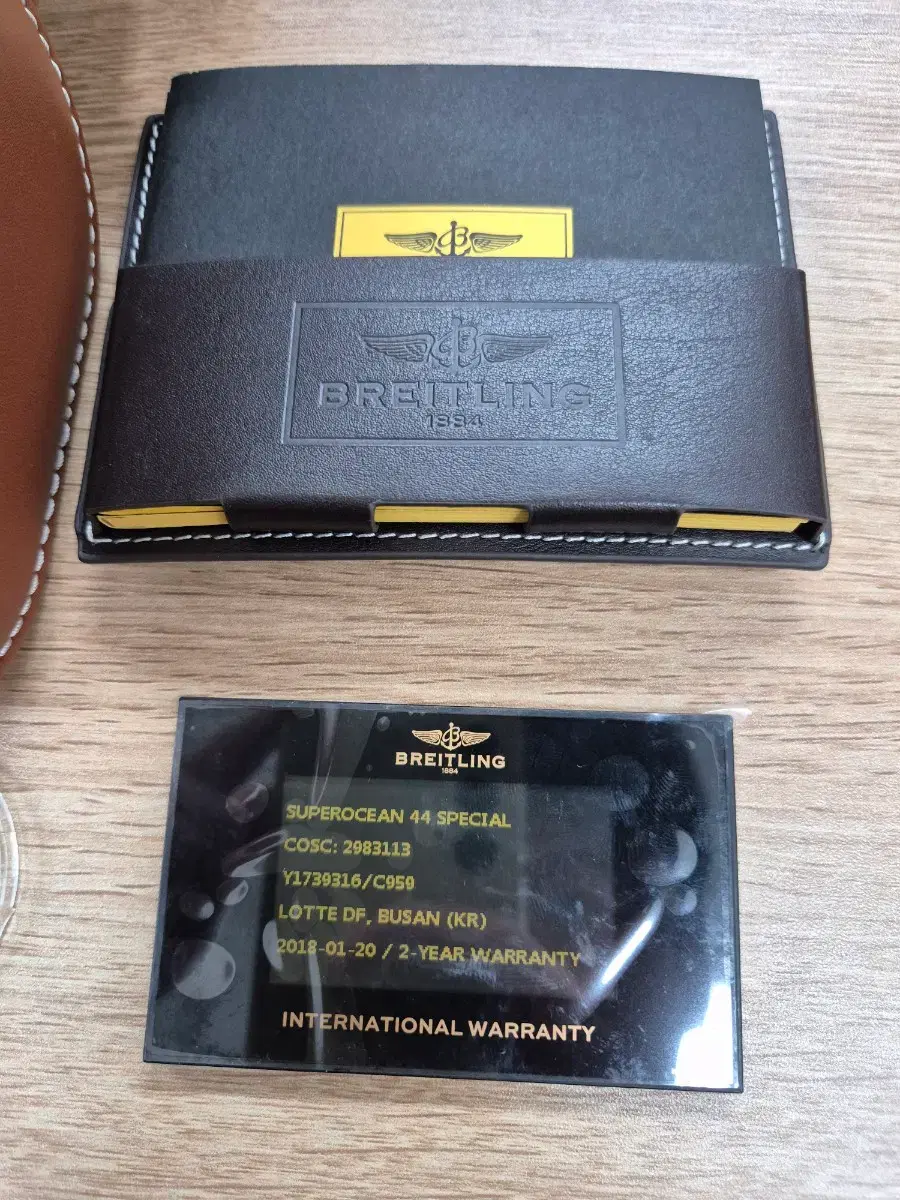 BREITLING
1884
BREITLING
1884
SUPEROCEAN 44 SPECIAL
COSC: 2983113
Y1739316/C959
LOTTE DF, BUSAN (KR)
2018-01-20 / 2-YEAR WARRANTY
INTERNATIONAL WARRANTY